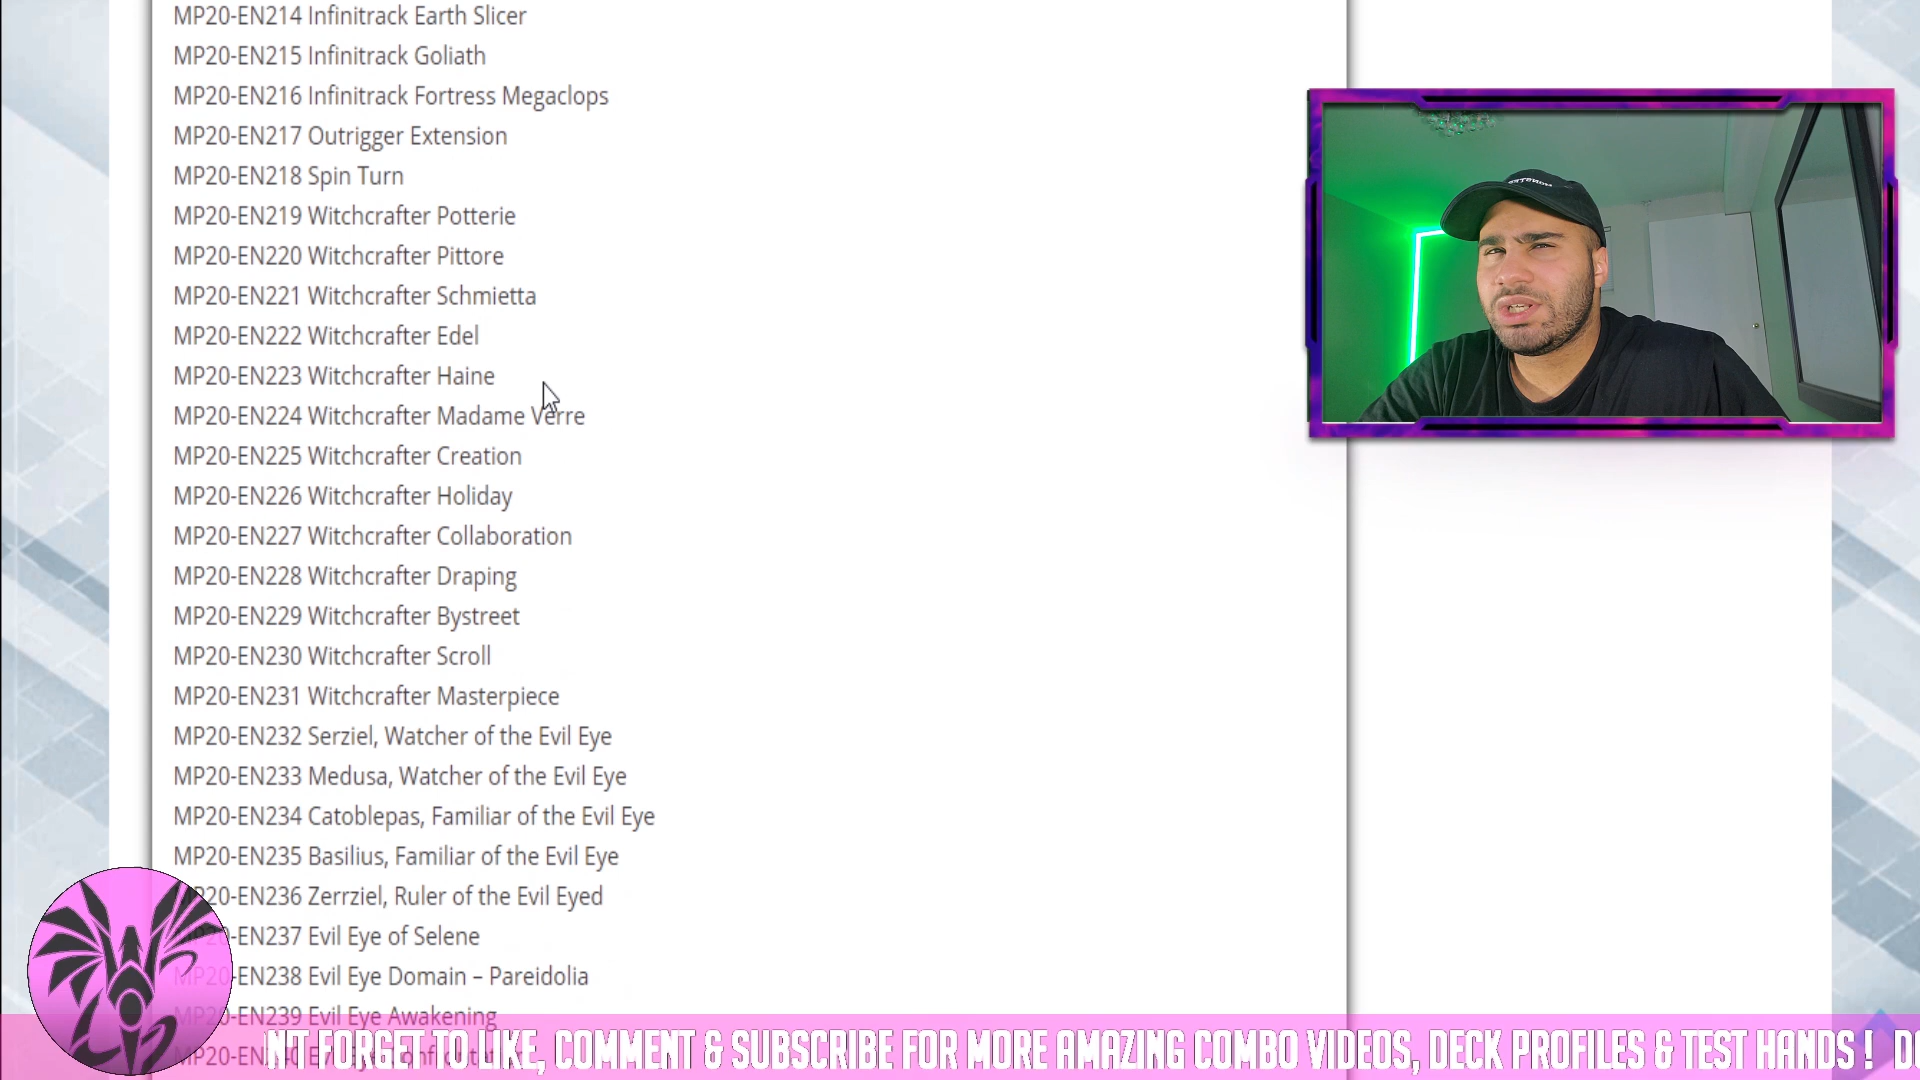 MP20-EN214 Infinitrack Earth Slicer
MP20-EN215 Infinitrack Goliath
MP20-EN216 Infinitrack Fortress Megaclops
MP20-EN217 Outrigger Extension
MP20-EN218 Spin Turn
MP20-EN219 Witchcrafter Potterie
MP20-EN220 Witchcrafter Pittore
MP20-EN221 Witchcrafter Schmietta
MP20-EN222 Witchcrafter Edel
MP20-EN223 Witchcrafter Haine
MP20-EN224 Witchcrafter Madame Verre
MP20-EN225 Witchcrafter Creation
MP20-EN226 Witchcrafter Holiday
MP20-EN227 Witchcrafter Collaboration
MP20-EN228 Witchcrafter Draping
MP20-EN229 Witchcrafter Bystreet
MP20-EN230 Witchcrafter Scroll
MP20-EN231 Witchcrafter Masterpiece
MP20-EN232 Serziel, Watcher of the Evil Eye
MP20-EN233 Medusa, Watcher of the Evil Eye
MP20-EN234 Catoblepas, Familiar of the Evil Eye
MP20-EN235 Basilius, Familiar of the Evil Eye
MP20-EN236 Zerrziel, Ruler of the Evil Eyed
MP20-EN237 Evil Eye of Selene
MP20-EN238 Evil Eye Domain – Pareidolia
MP20-EN239 Evil Eye Awakening
N'T FORGET TO LIKE, COMMENT & SUBSCRIBE FOR MORE AMAZING COMBO VIDEOS, DECK PROFILES & TEST HANDS ! DO